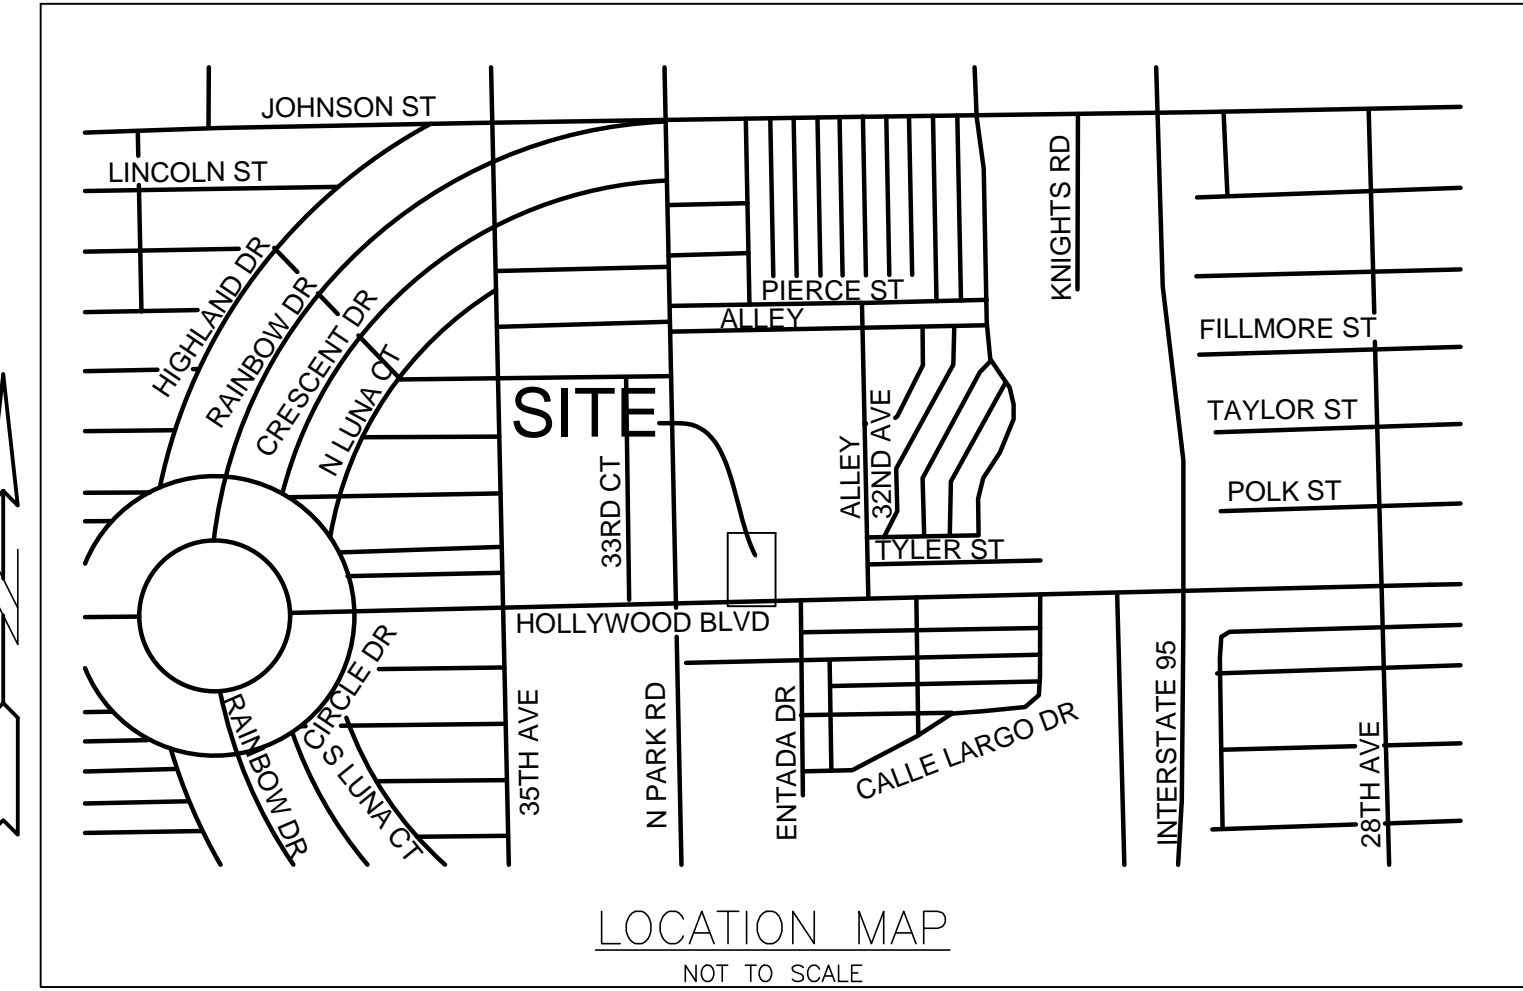 JOHNSON ST
LINCOLN ST
KNIGHTS RD
HIGHLAND DR
RAINBOW DR
CRESCENT DR
N LUNA CT
PIERCE ST
ALLEY
FILLMORE ST
SITE
33RD CT
ALLEY
32ND AVE
TAYLOR ST
POLK ST
TYLER ST
HOLLYWOOD BLVD
CIRCLE DR
RAINBOW DR
S LUNA CT
35TH AVE
N PARK RD
ENTADA DR
CALLE LARGO DR
INTERSTATE 95
28TH AVE
LOCATION MAP
NOT TO SCALE